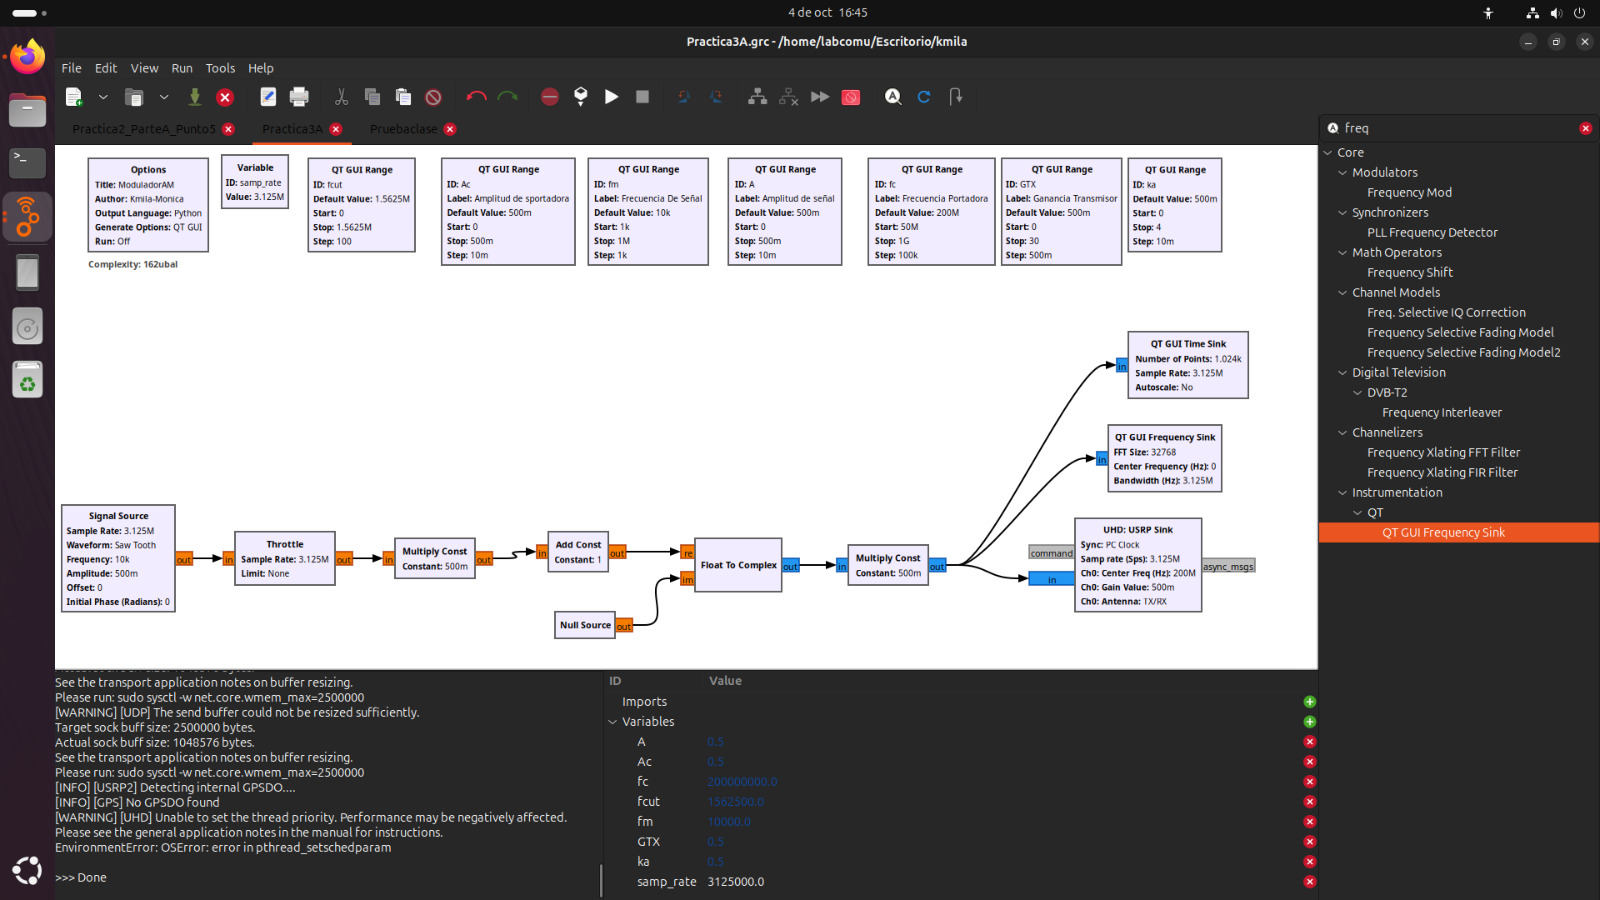 4 de oct  16:45
Practica3A.grc - /home/labcomu/Escritorio/kmila
File Edit View Run Tools Help
Practica2_ParteA_Punto5
Practica3A
Pruebaclase
Options
Title: ModuladorAM
Author: Kmila-Monica
Output Language: Python
Generate Options: QT GUI
Run: Off
Complexity: 162ubal
Variable
ID: samp_rate
Value: 3.125M
QT GUI Range
ID: fcut
Default Value: 1.5625M
Start: 0
Stop: 1.5625M
Step: 100
QT GUI Range
ID: Ac
Label: Amplitud de sportadora
Default Value: 500m
Start: 0
Stop: 500m
Step: 10m
QT GUI Range
ID: fm
Label: Frecuencia De Señal
Default Value: 10k
Start: 1k
Stop: 1M
Step: 1k
QT GUI Range
ID: A
Label: Amplitud de señal
Default Value: 500m
Start: 0
Stop: 500m
Step: 10m
QT GUI Range
ID: fc
Label: Frecuencia Portadora
Default Value: 200M
Start: 50M
Stop: 1G
Step: 100k
QT GUI Range
ID: GTX
Label: Ganancia Transmisor
Default Value: 500m
Start: 0
Stop: 30
Step: 500m
QT GUI Range
ID: ka
Default Value: 500m
Start: 0
Stop: 4
Step: 10m
QT GUI Time Sink
Number of Points: 1.024k
Sample Rate: 3.125M
Autoscale: No
in
QT GUI Frequency Sink
FFT Size: 32768
Center Frequency (Hz): 0
Bandwidth (Hz): 3.125M
in
Signal Source
Sample Rate: 3.125M
Waveform: Saw Tooth
Frequency: 10k
Amplitude: 500m
Offset: 0
Initial Phase (Radians): 0
out
in
Throttle
Sample Rate: 3.125M
Limit: None
out
in
Multiply Const
Constant: 500m
out
in
Add Const
Constant: 1
out
Null Source
out
re
im
Float To Complex
out
in
Multiply Const
Constant: 500m
out
command
in
UHD: USRP Sink
Sync: PC Clock
Samp rate (Sps): 3.125M
Ch0: Center Freq (Hz): 200M
Ch0: Gain Value: 500m
Ch0: Antenna: TX/RX
async_msgs
See the transport application notes on buffer resizing.
Please run: sudo sysctl -w net.core.wmem_max=2500000
[WARNING] [UDP] The send buffer could not be resized sufficiently.
Target sock buff size: 2500000 bytes.
Actual sock buff size: 1048576 bytes.
See the transport application notes on buffer resizing.
Please run: sudo sysctl -w net.core.wmem_max=2500000
[INFO] [USRP2] Detecting internal GPSDO....
[INFO] [GPS] No GPSDO found
[WARNING] [UHD] Unable to set the thread priority. Performance may be negatively affected.
Please see the general application notes in the manual for instructions.
EnvironmentError: OSError: error in pthread_setschedparam
>>> Done
ID Value
Imports
Variables
A 0.5
Ac 0.5
fc 200000000.0
fcut 1562500.0
fm 10000.0
GTX 0.5
ka 0.5
samp_rate 3125000.0
freq
Core
Modulators
Frequency Mod
Synchronizers
PLL Frequency Detector
Math Operators
Frequency Shift
Channel Models
Freq. Selective IQ Correction
Frequency Selective Fading Model
Frequency Selective Fading Model2
Digital Television
DVB-T2
Frequency Interleaver
Channelizers
Frequency Xlating FFT Filter
Frequency Xlating FIR Filter
Instrumentation
QT
QT GUI Frequency Sink